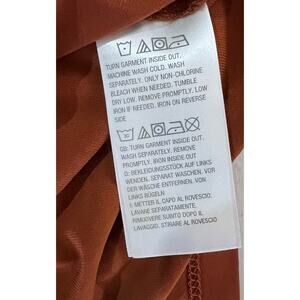 TURN GARMENT INSIDE OUT.
MACHINE WASH COLD. WASH
SEPARATELY. ONLY NON-CHLORINE
BLEACH WHEN NEEDED. TUMBLE
DRY LOW. REMOVE PROMPTLY. LOW
IRON IF NEEDED. IRON ON REVERSE
SIDE
30
GB: TURN GARMENT INSIDE OUT.
WASH SEPARATELY. REMOVE
PROMPTLY. IRON INSIDE OUT
D: BEKLEIDUNGSSTÜCK AUF LINKS
WENDEN. SEPARAT WASCHEN. VOR
DER WÄSCHE ENTFERNEN. VON
LINKS BÜGELN
I: METTER IL CAPO AL ROVESCIO.
LAVARE SEPARATAMENTE.
RIMUOVERE SUBITO DOPO IL
LAVAGGIO. STIRARE AL ROVESCIO